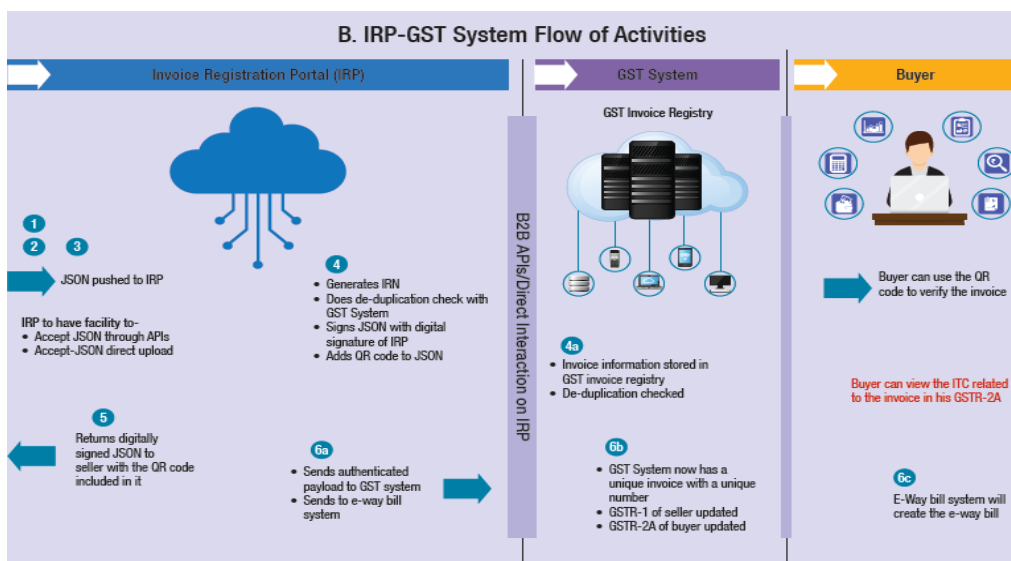 B. IRP-GST System Flow of Activities
Invoice Registration Portal (IRP)
GST System
Buyer
GST Invoice Registry
1
2
3
JSON pushed to IRP
IRP to have facility to-
• Accept JSON through APIs
• Accept-JSON direct upload
4
• Generates IRN
• Does de-duplication check with
GST System
• Signs JSON with digital
signature of IRP
• Adds QR code to JSON
5
Returns digitally
signed JSON to
seller with the QR code
included in it
6a
• Sends authenticated
payload to GST system
• Sends to e-way bill
system
B2B APIs/Direct Interaction on IRP
4a
• Invoice information stored in
GST invoice registry
• De-duplication checked
6b
• GST System now has a
unique invoice with a unique
number
• GSTR-1 of seller updated
• GSTR-2A of buyer updated
Buyer can use the QR
code to verify the invoice
Buyer can view the ITC related
to the invoice in his GSTR-2A
6c
E-Way bill system will
create the e-way bill